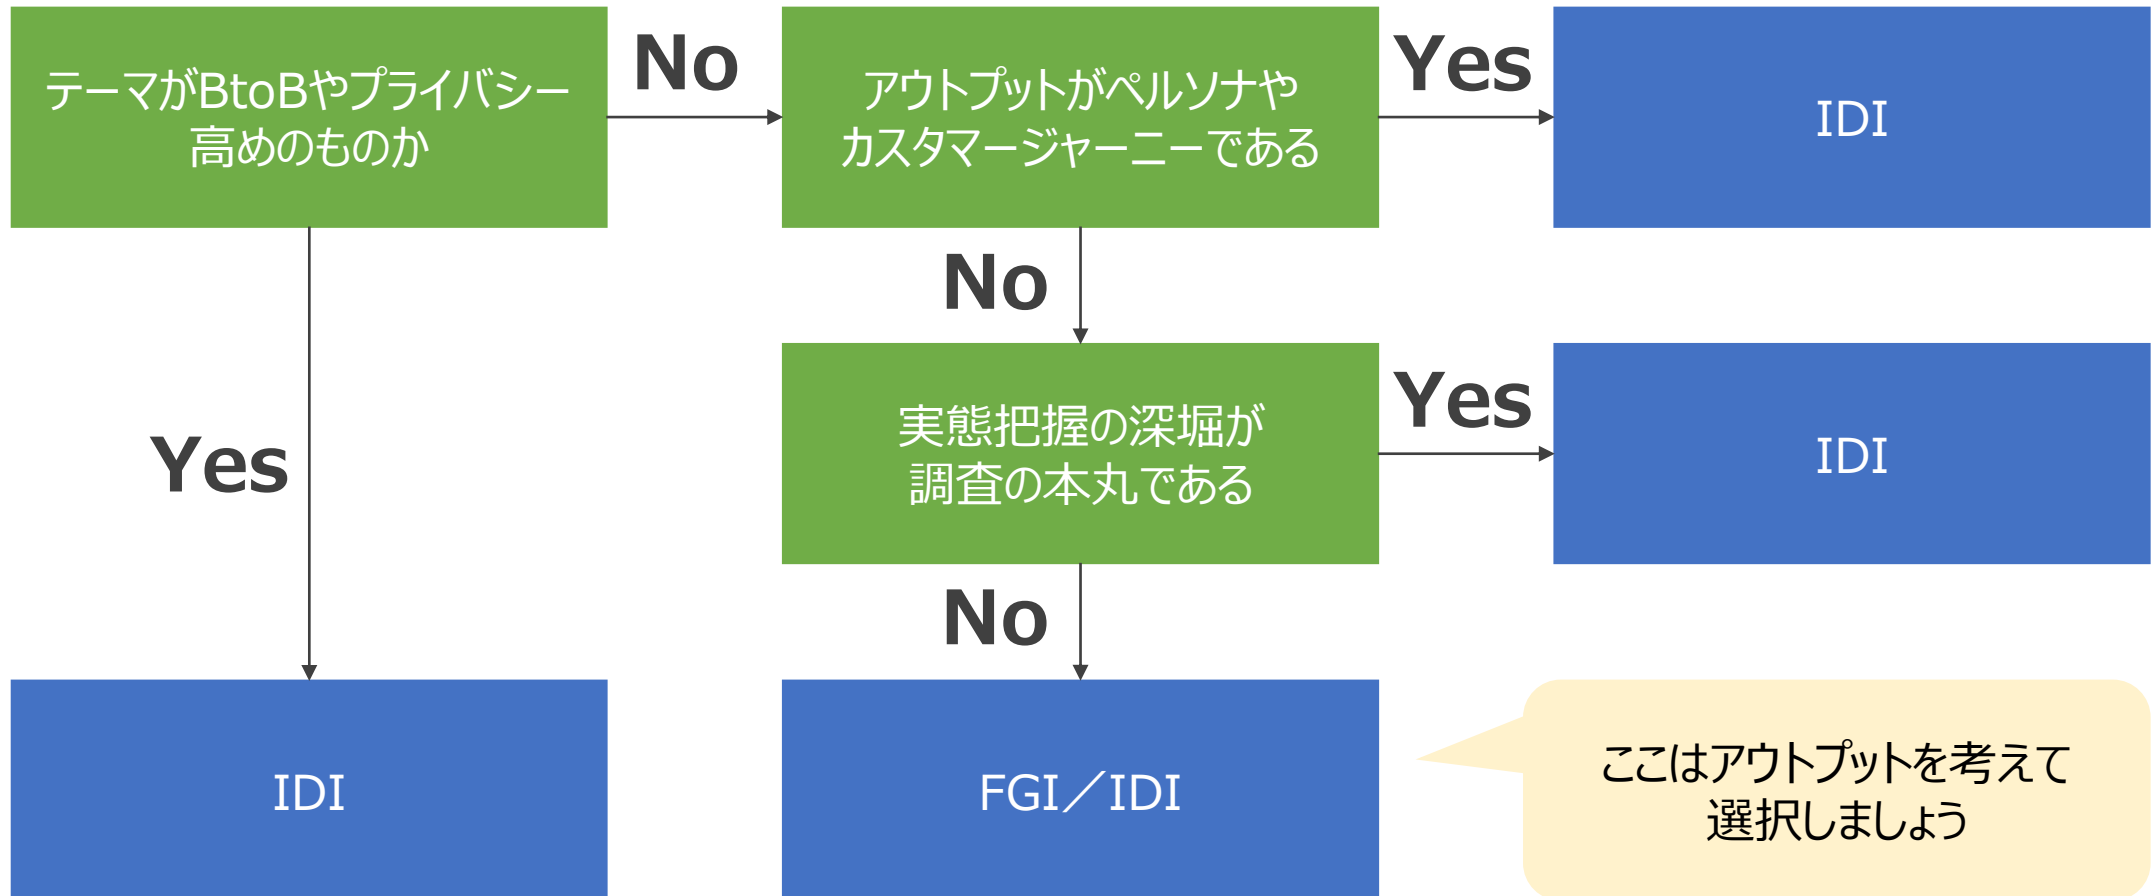 テーマがBtoBやプライバシー
高めのものか
No
アウトプットがペルソナや
カスタマージャーニーである
Yes
IDI
No
Yes
実態把握の深堀が
調査の本丸である
Yes
IDI
No
IDI
FGI／IDI
ここはアウトプットを考えて
選択しましょう